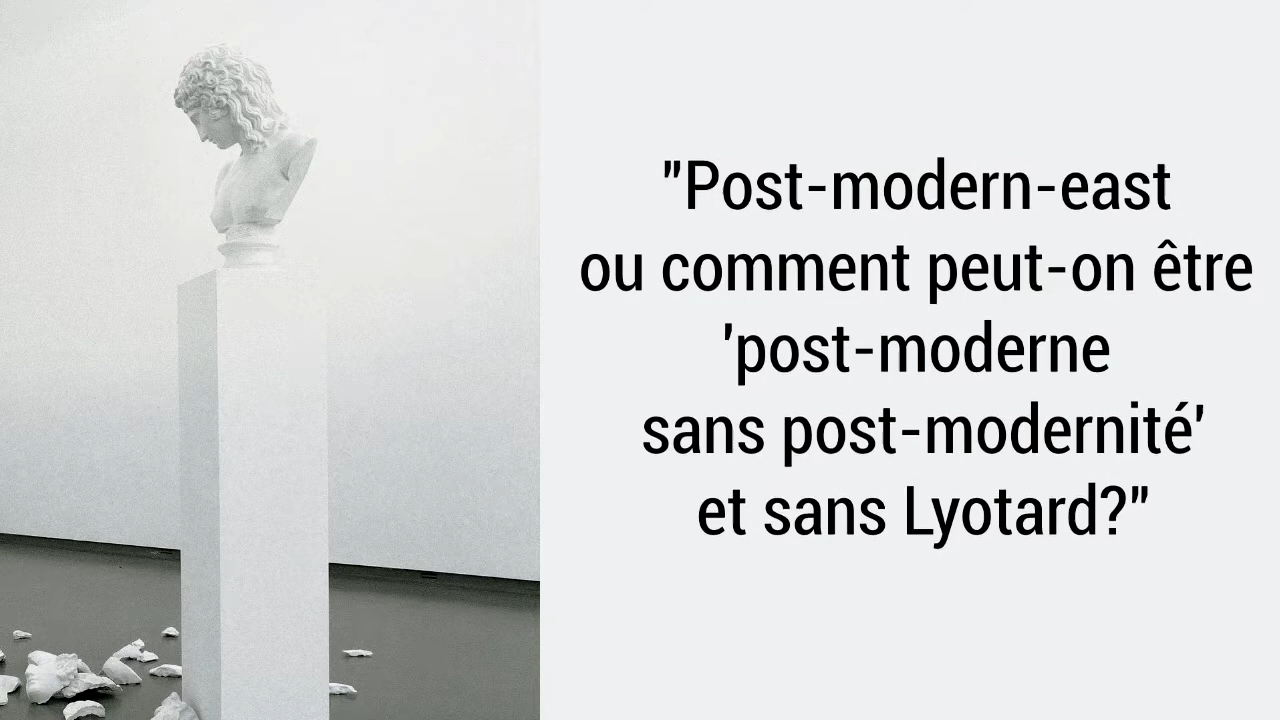 "Post-modern-east
ou comment peut-on être
'post-moderne
sans post-modernité'
et sans Lyotard?"